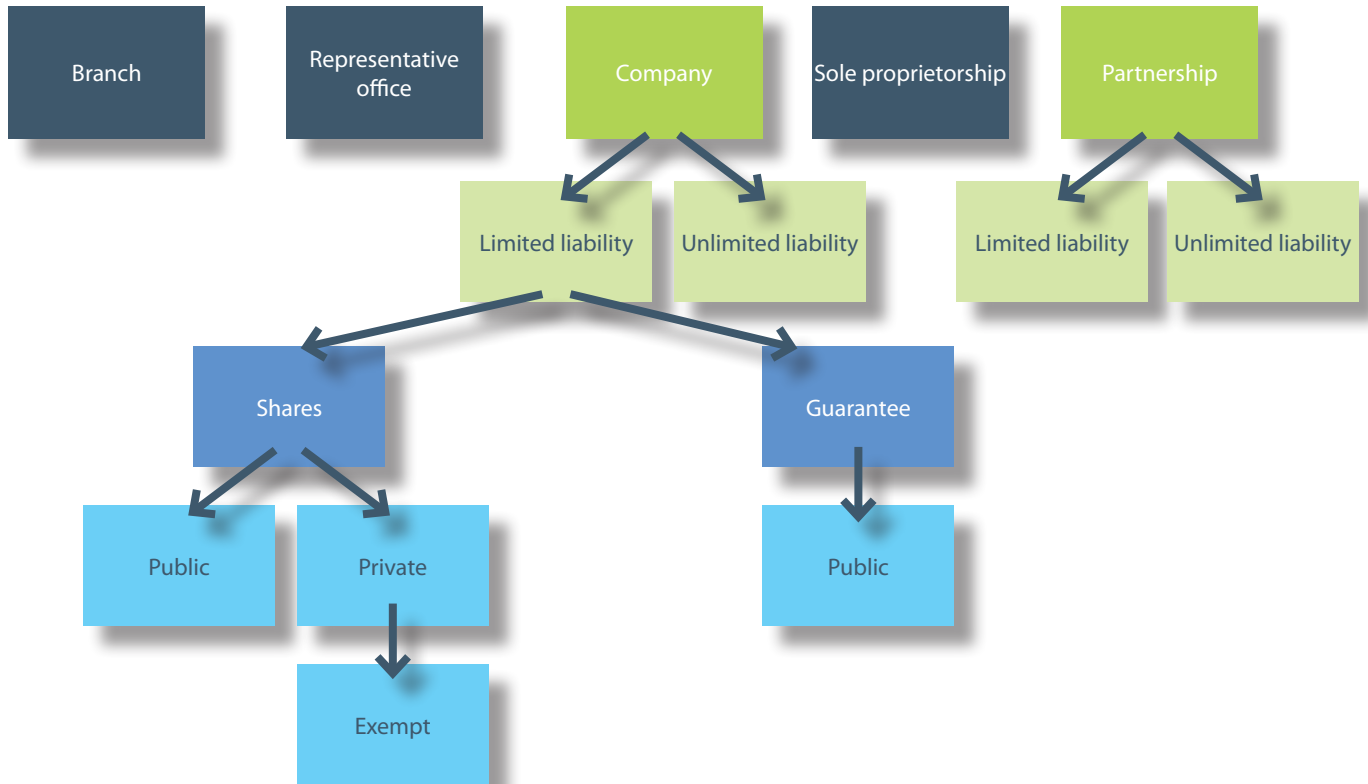 Branch
Representative
office
Company
Sole proprietorship
Partnership
Limited liability
Unlimited liability
Limited liability
Unlimited liability
Shares
Guarantee
Public
Private
Public
Exempt